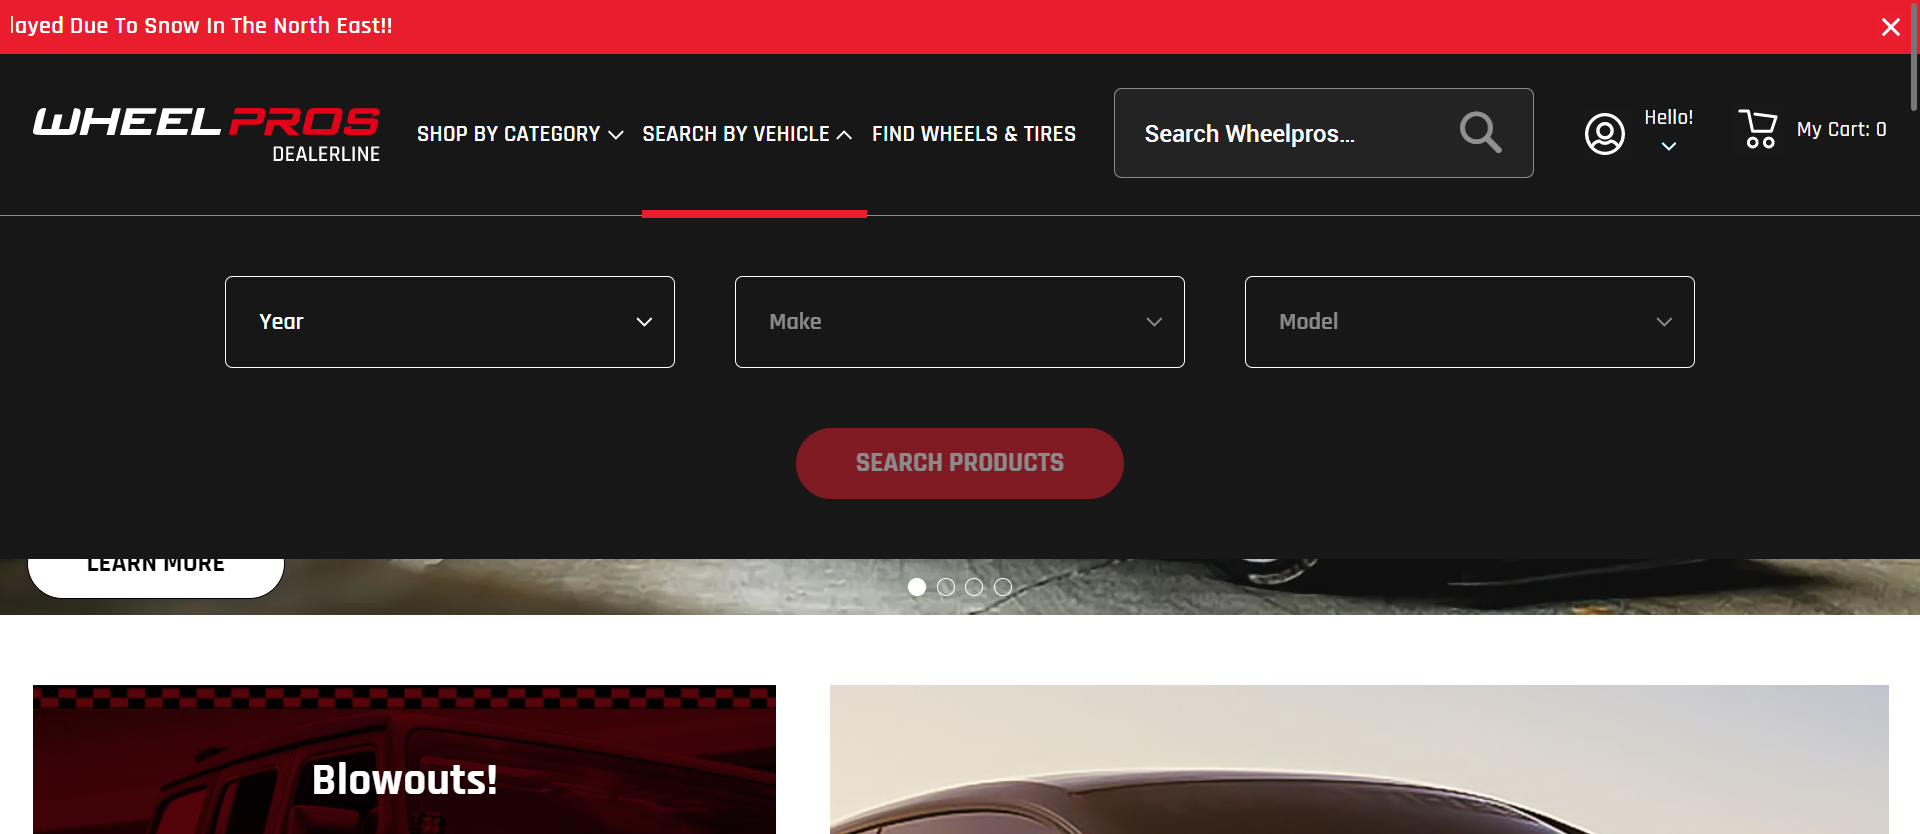 layed Due To Snow In The North East!!
WHEEL PROS
DEALERLINE
SHOP BY CATEGORY
SEARCH BY VEHICLE
FIND WHEELS & TIRES
Search Wheelpros...
Hello!
My Cart: 0
Year
Make
Model
SEARCH PRODUCTS
LEARN MORE
Blowouts!